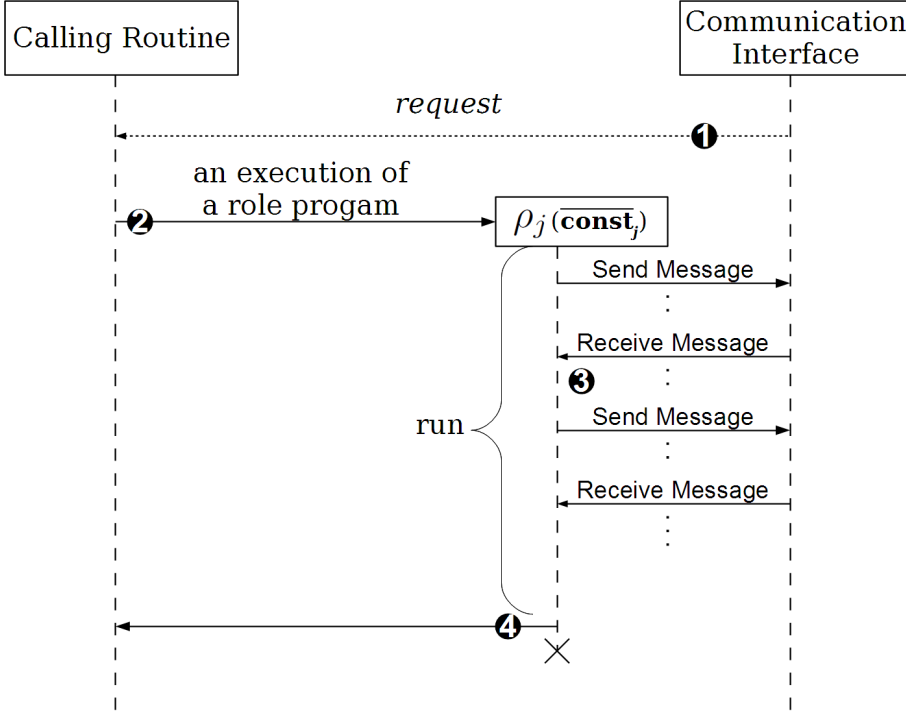 Calling Routine
Communication
Interface
request
1
an execution of
a role progam
2
ρj (constj)
Send Message
Receive Message
3
run
Send Message
Receive Message
4